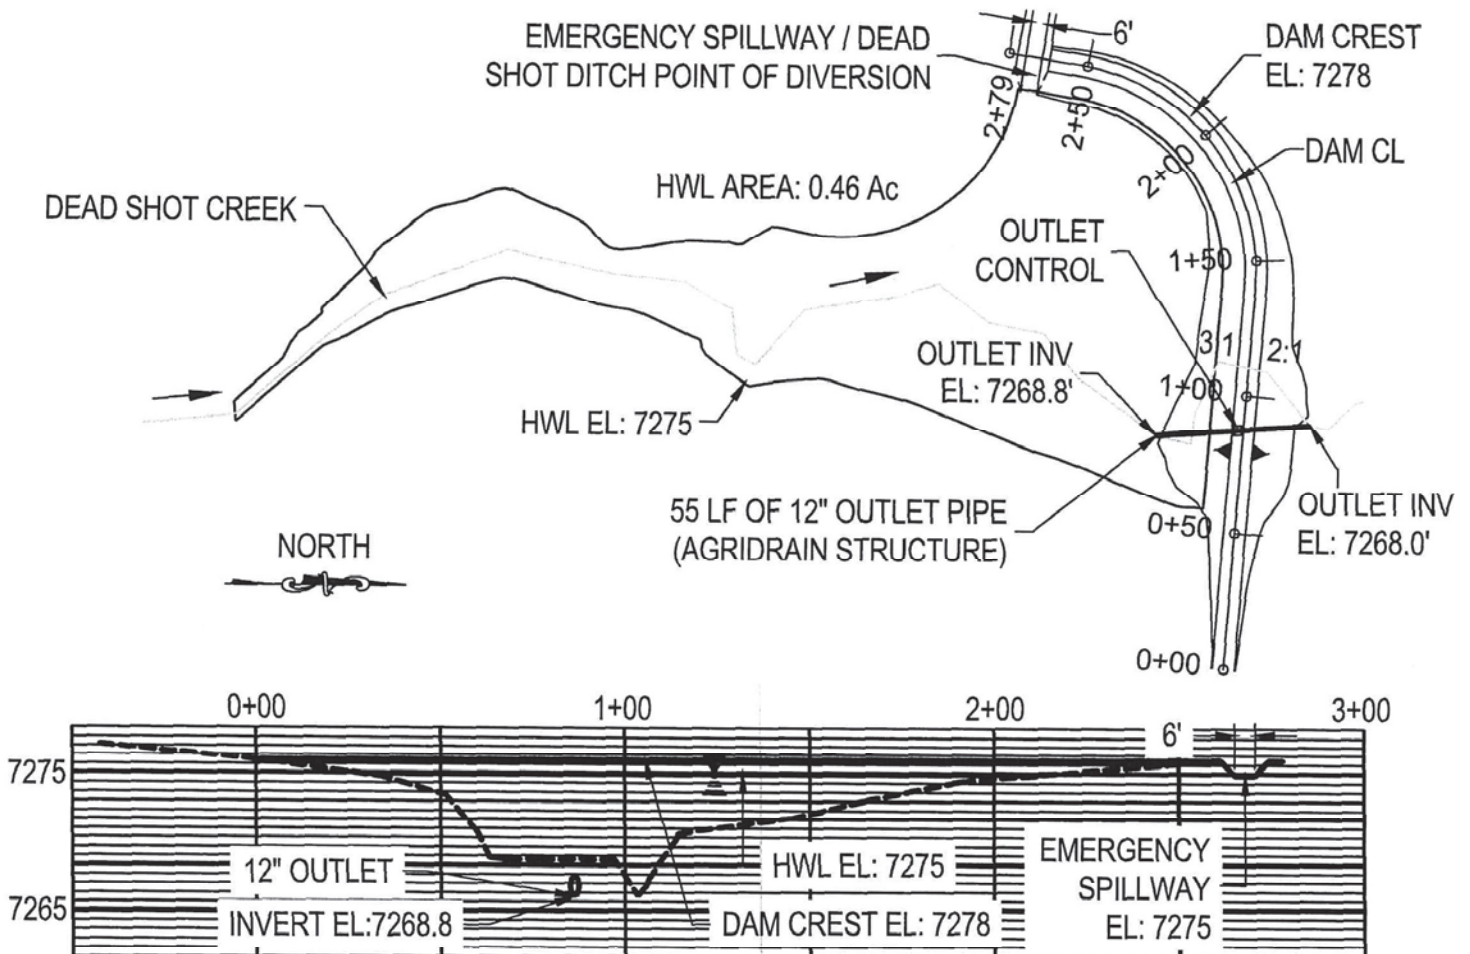 EMERGENCY SPILLWAY / DEAD
SHOT DITCH POINT OF DIVERSION
6'
DAM CREST
EL: 7278
2+79
2+50
2+00
DAM CL
HWL AREA: 0.46 Ac
DEAD SHOT CREEK
OUTLET
CONTROL
1+50
3:1
2:1
OUTLET INV
EL: 7268.8'
1+00
HWL EL: 7275
55 LF OF 12" OUTLET PIPE
(AGRIDRAIN STRUCTURE)
0+50
OUTLET INV
EL: 7268.0'
NORTH
0+00
0+00
1+00
2+00
3+00
6'
7275
12" OUTLET
INVERT EL:7268.8
HWL EL: 7275
DAM CREST EL: 7278
EMERGENCY
SPILLWAY
EL: 7275
7265